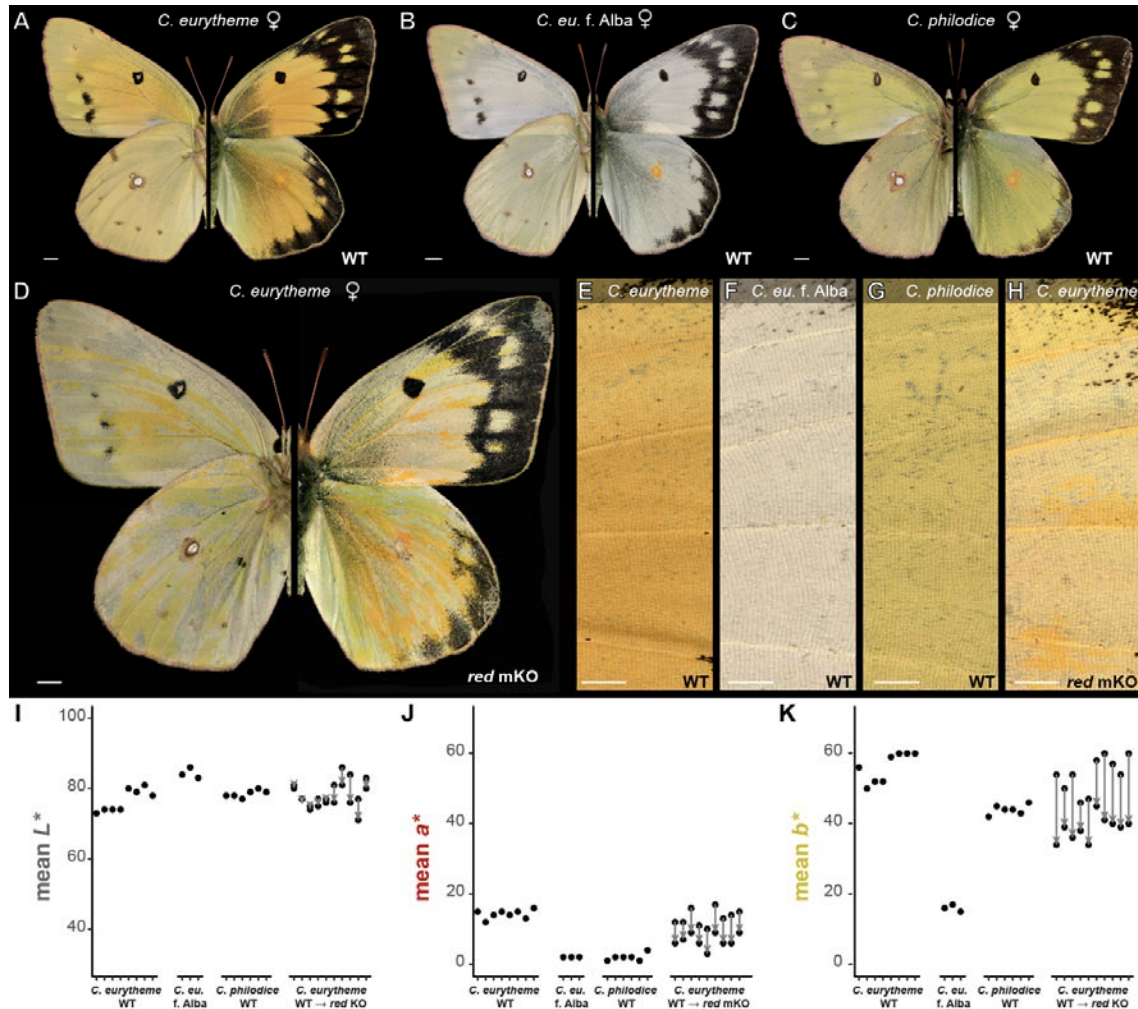 A C. eurytheme ♀
WT
B C. eu. f. Alba ♀
WT
C C. philodice ♀
WT
D C. eurytheme ♀
red mKO
E C. eurytheme
WT
F C. eu. f. Alba
WT
G C. philodice
WT
H C. eurytheme
red mKO
I
mean L*
100
80
60
40
C. eurytheme
WT
C. eu.
f. Alba
C. philodice
WT
C. eurytheme
WT → red KO
J
mean a*
60
40
20
0
C. eurytheme
WT
C. eu.
f. Alba
C. philodice
WT
C. eurytheme
WT → red mKO
K
mean b*
60
40
20
0
C. eurytheme
WT
C. eu.
f. Alba
C. philodice
WT
C. eurytheme
WT → red KO